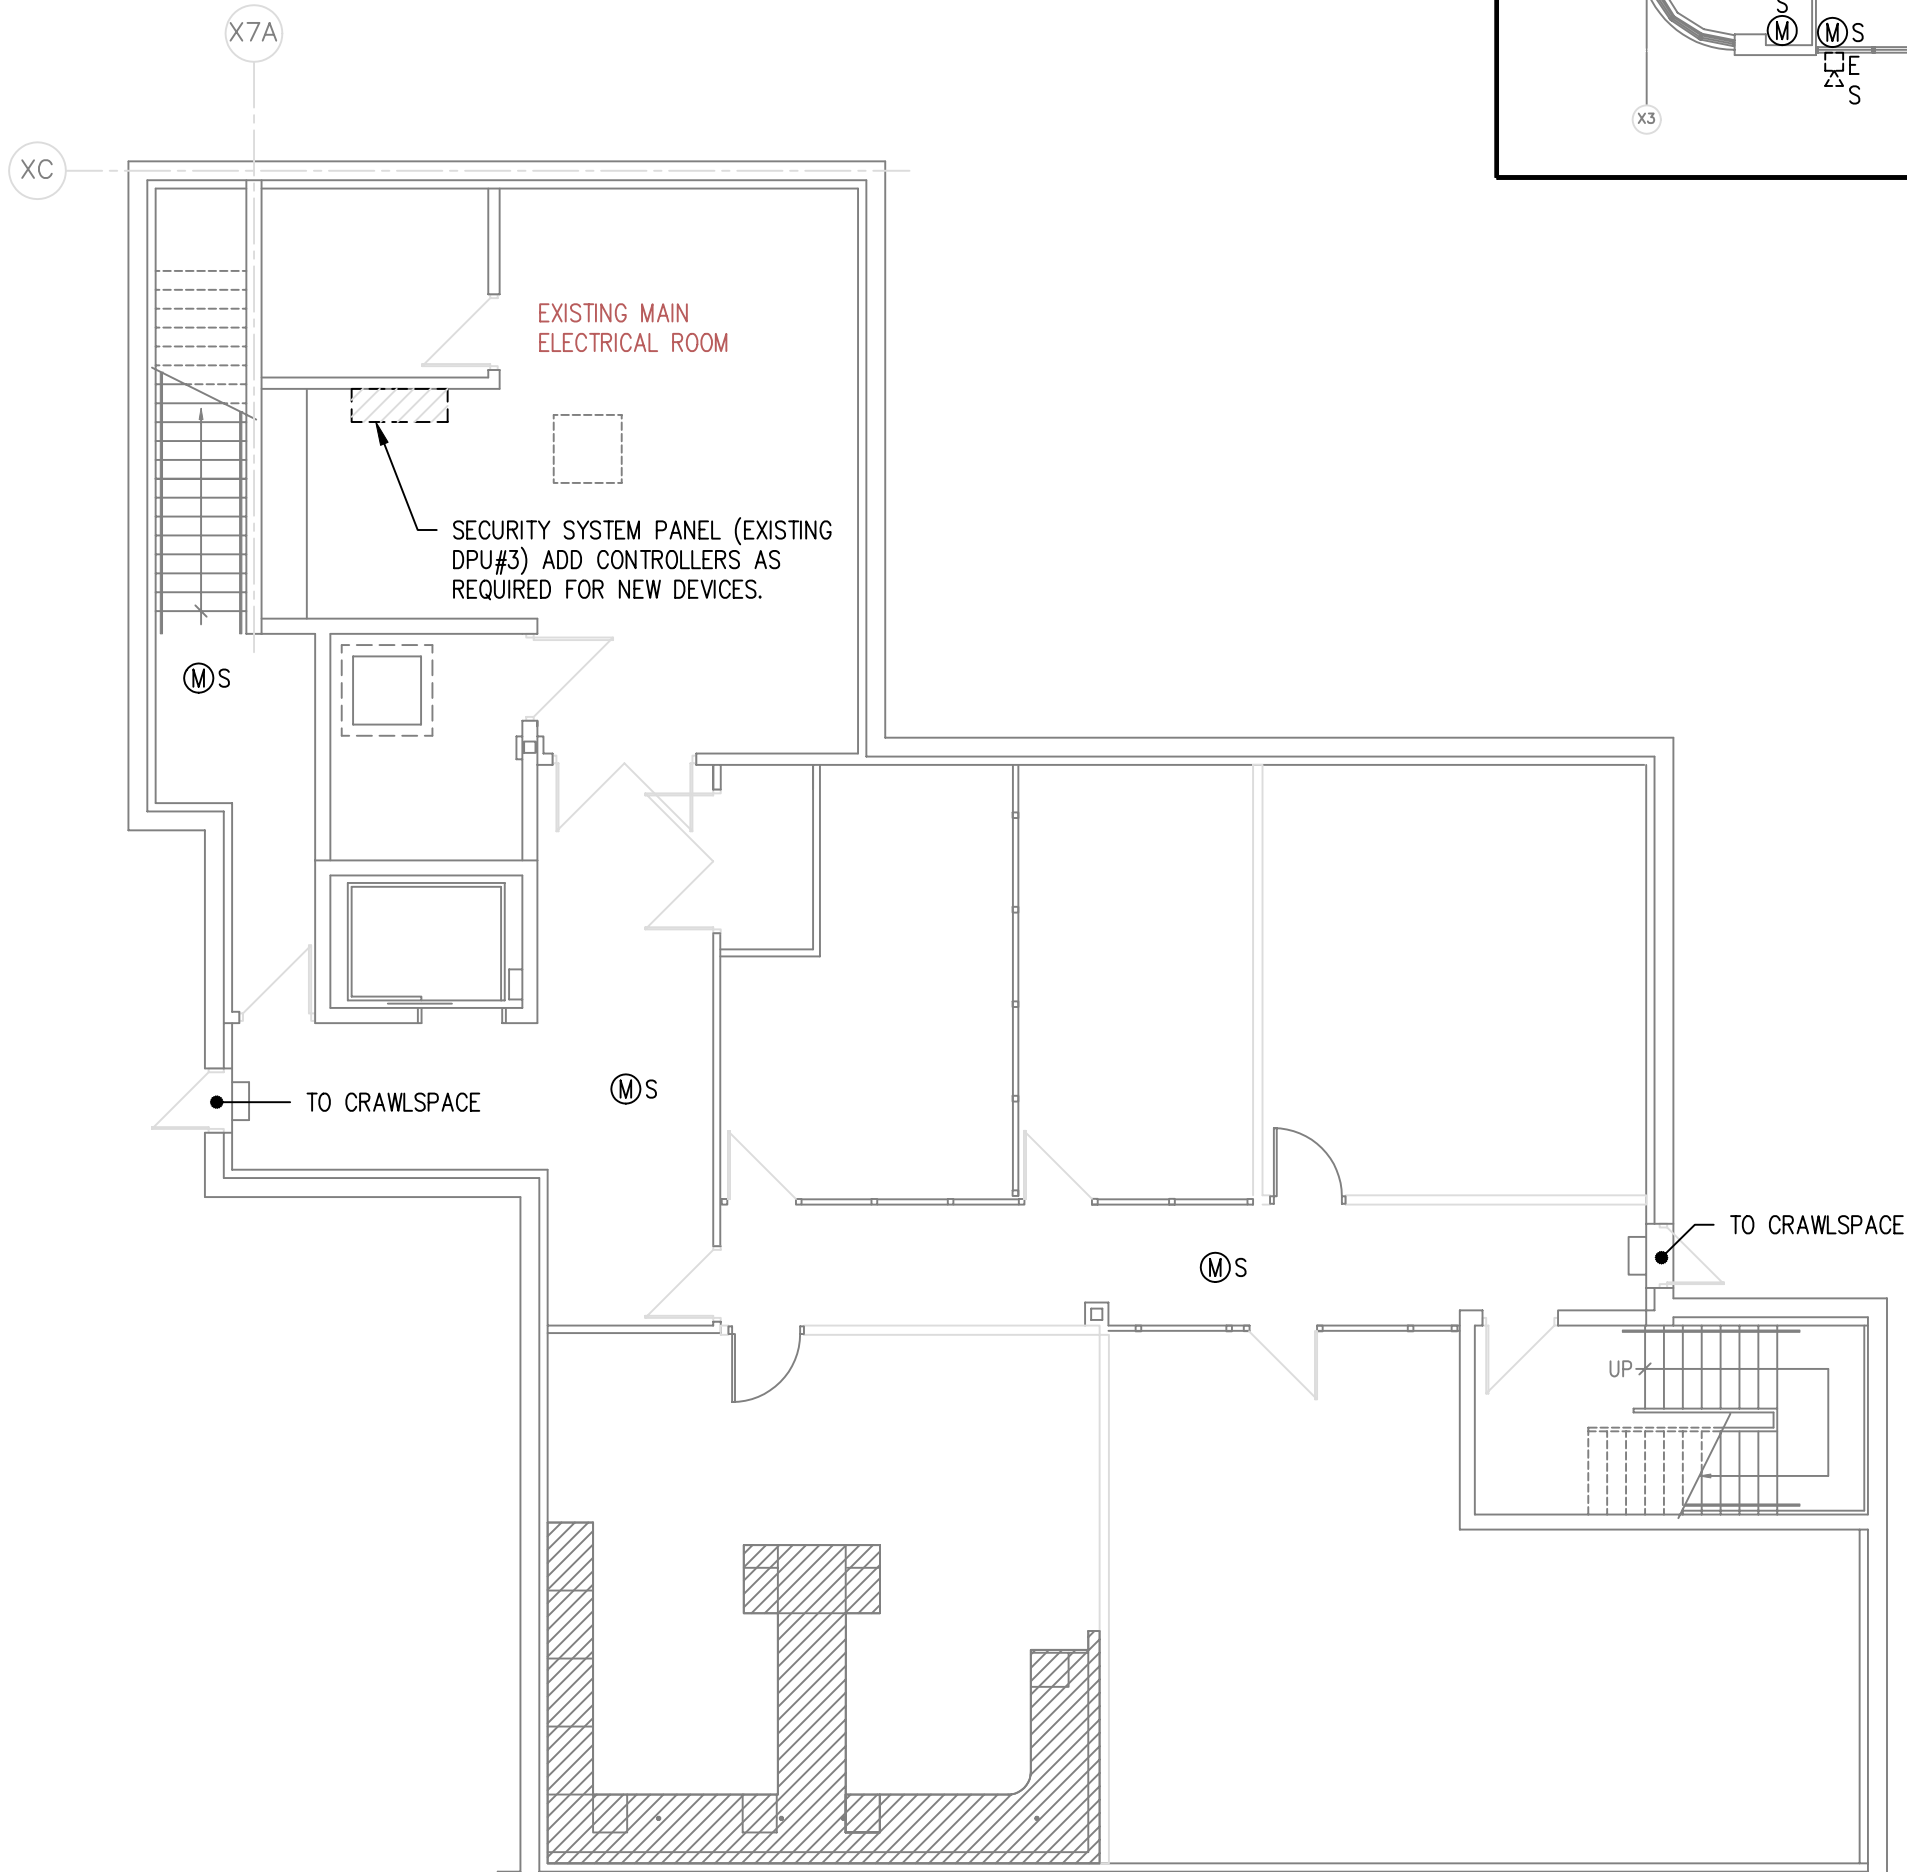 X7A
S
M
M S
E
S
X3
XC
EXISTING MAIN
ELECTRICAL ROOM
SECURITY SYSTEM PANEL (EXISTING
DPU#3) ADD CONTROLLERS AS
REQUIRED FOR NEW DEVICES.
M S
M S
TO CRAWLSPACE
TO CRAWLSPACE
M S
UP